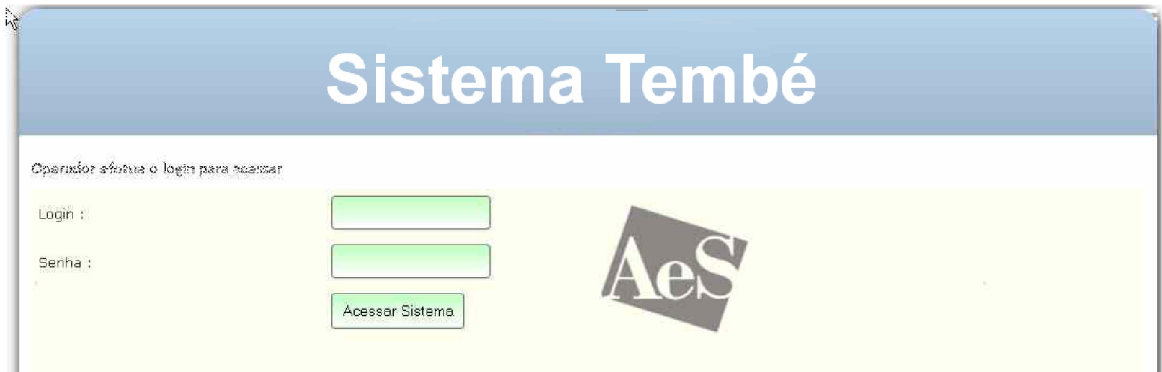 Sistema Tembé
Operador efetue o login para acessar
Login :
Senha :
AeS
Acessar Sistema